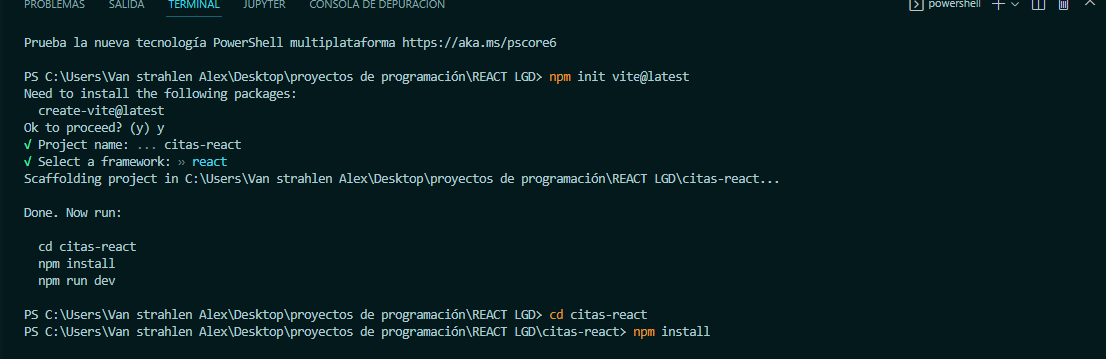 PROBLEMAS SALIDA TERMINAL JUPYTER CONSOLA DE DEPURACIÓN powershell
Prueba la nueva tecnología PowerShell multiplataforma https://aka.ms/pscore6
PS C:\Users\Van strahlen Alex\Desktop\proyectos de programación\REACT LGD> npm init vite@latest
Need to install the following packages:
create-vite@latest
Ok to proceed? (y) y
√ Project name: ... citas-react
√ Select a framework: » react
Scaffolding project in C:\Users\Van strahlen Alex\Desktop\proyectos de programación\REACT LGD\citas-react...
Done. Now run:
cd citas-react
npm install
npm run dev
PS C:\Users\Van strahlen Alex\Desktop\proyectos de programación\REACT LGD> cd citas-react
PS C:\Users\Van strahlen Alex\Desktop\proyectos de programación\REACT LGD\citas-react> npm install